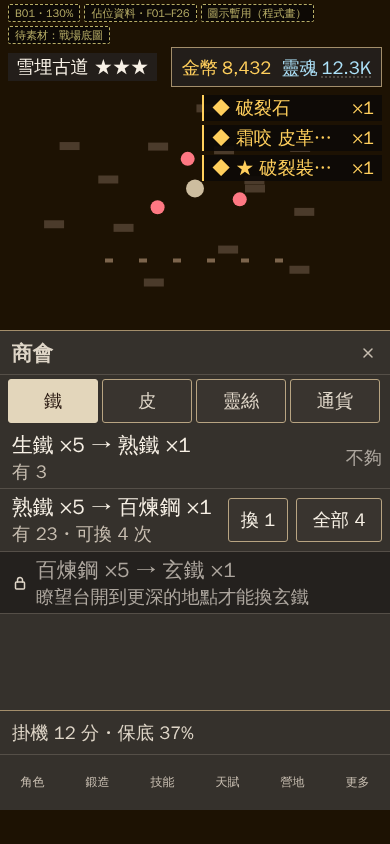 B01・130%
佔位資料・F01–F26
圖示暫用（程式畫）
待素材：戰場底圖
雪埋古道 ★★★
金幣 8,432 靈魂 12.3K
◆ 破裂石 ×1
◆ 霜咬 皮革⋯ ×1
◆ ★ 破裂裝⋯ ×1
商會 ×
鐵 皮 靈絲 通貨
生鐵 ×5 → 熟鐵 ×1
有 3
不夠
熟鐵 ×5 → 百煉鋼 ×1
有 23・可換 4 次
換 1 全部 4
百煉鋼 ×5 → 玄鐵 ×1
瞭望台開到更深的地點才能換玄鐵
掛機 12 分・保底 37%
角色 鍛造 技能 天賦 營地 更多